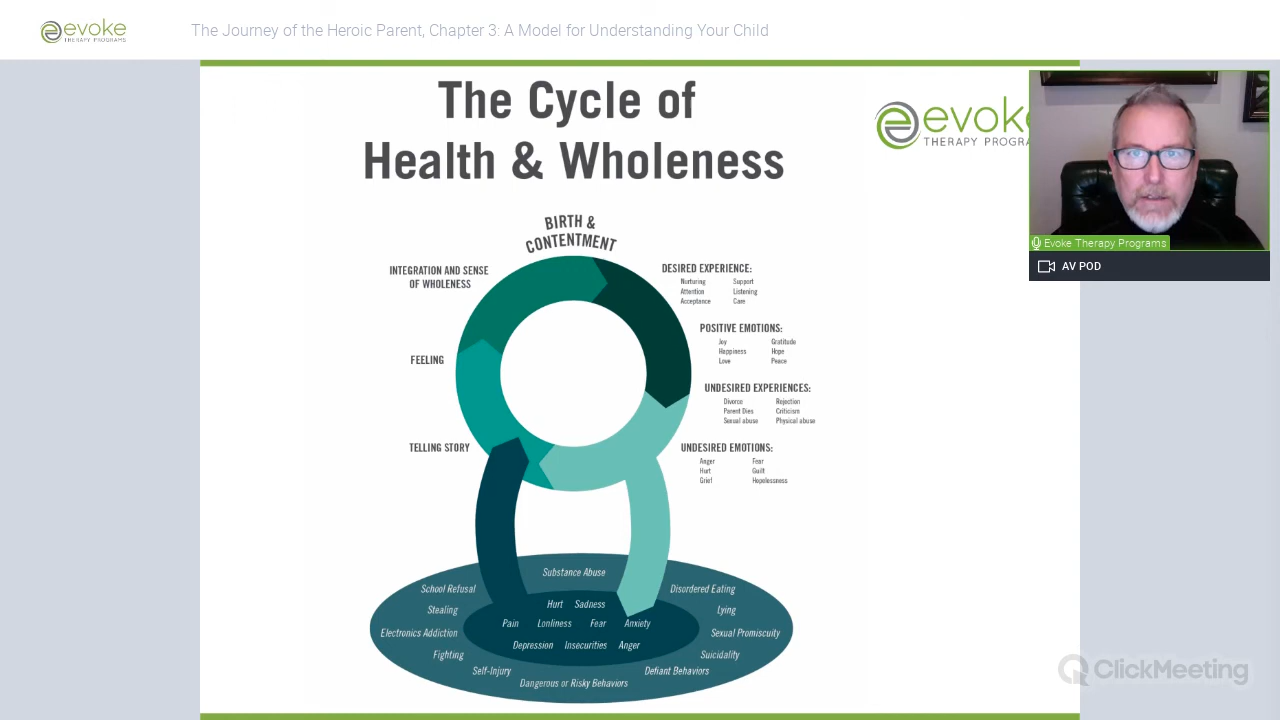 evoke
THERAPY PROGRAMS
The Journey of the Heroic Parent, Chapter 3: A Model for Understanding Your Child
The Cycle of
Health & Wholeness
evoke
THERAPY PROGRA
Evoke Therapy Programs
AV POD
BIRTH &
CONTENTMENT
INTEGRATION AND SENSE
OF WHOLENESS
FEELING
TELLING STORY
DESIRED EXPERIENCE:
Nurturing Support
Attention Listening
Acceptance Care
POSITIVE EMOTIONS:
Joy Gratitude
Happiness Hope
Love Peace
UNDESIRED EXPERIENCES:
Divorce Rejection
Parent Dies Criticism
Sexual abuse Physical abuse
UNDESIRED EMOTIONS:
Anger Fear
Hurt Guilt
Grief Hopelessness
Substance Abuse
School Refusal Disordered Eating
Hurt Sadness
Stealing Lying
Pain Lonliness Fear Anxiety
Electronics Addiction Sexual Promiscuity
Depression Insecurities Anger
Fighting Suicidality
Self-Injury Defiant Behaviors
Dangerous or Risky Behaviors
ClickMeeting